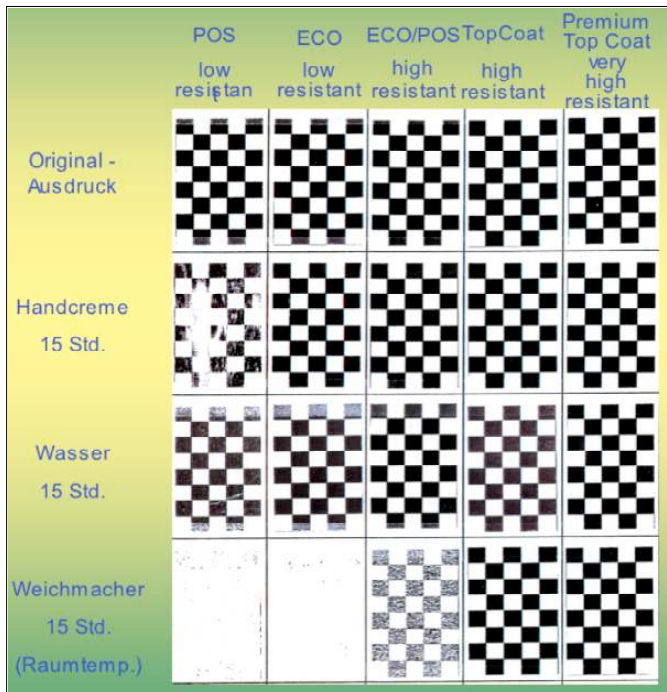 POS
low
resistan
t
ECO
low
resistant
ECO/POS
high
resistant
TopCoat
high
resistant
Premium
Top Coat
very
high
resistant
Original -
Ausdruck
Handcreme
15 Std.
Wasser
15 Std.
Weichmacher
15 Std.
(Raumtemp.)